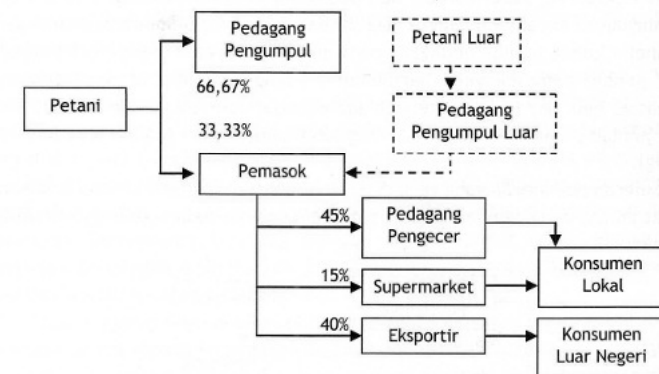 Pedagang
Pengumpul
Petani Luar
66,67%
Petani
Pedagang
Pengumpul Luar
33,33%
Pemasok
45%
Pedagang
Pengecer
Konsumen
Lokal
15%
Supermarket
40%
Eksportir
Konsumen
Luar Negeri